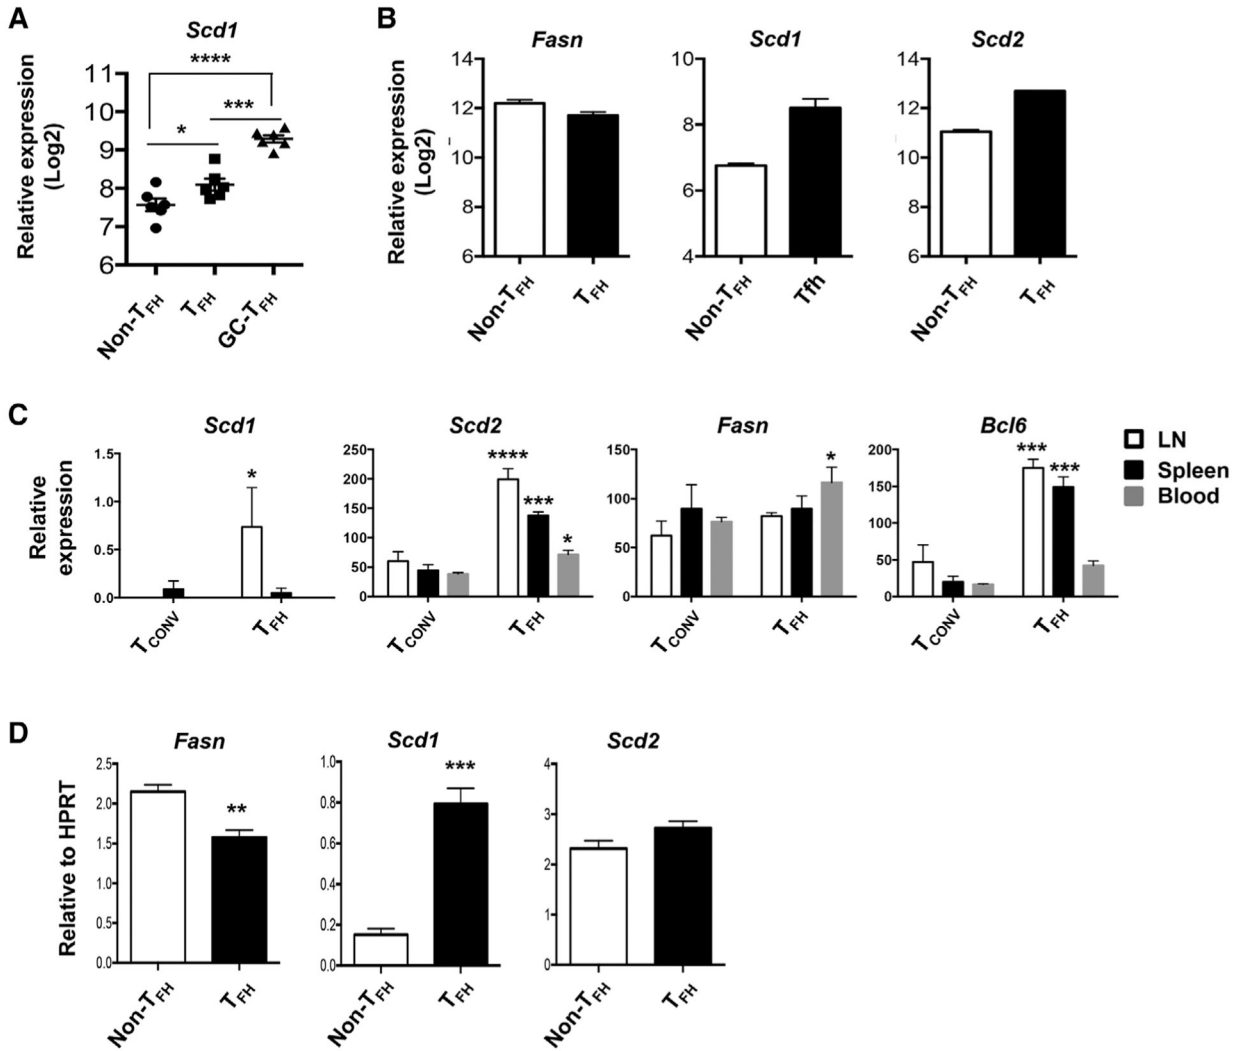 A
Scd1
****
***
*
Relative expression
(Log2)
11
10
9
8
7
6
Non-TFH
TFH
GC-TFH
B
Fasn
Scd1
Scd2
Relative expression
(Log2)
14
12
10
8
6
Non-TFH
TFH
10
8
6
4
Non-TFH
Tfh
14
12
10
8
6
Non-TFH
TFH
C
Scd1
Scd2
Fasn
Bcl6
Relative
expression
1.5
1.0
0.5
0.0
*
TCONV
TFH
250
200
150
100
50
0
****
***
*
TCONV
TFH
150
100
50
0
*
TCONV
TFH
200
150
100
50
0
***
***
TCONV
TFH
LN
Spleen
Blood
D
Fasn
Scd1
Scd2
Relative to HPRT
2.5
2.0
1.5
1.0
0.5
0.0
**
Non-TFH
TFH
1.0
0.8
0.6
0.4
0.2
0.0
***
Non-TFH
TFH
4
3
2
1
0
Non-TFH
TFH